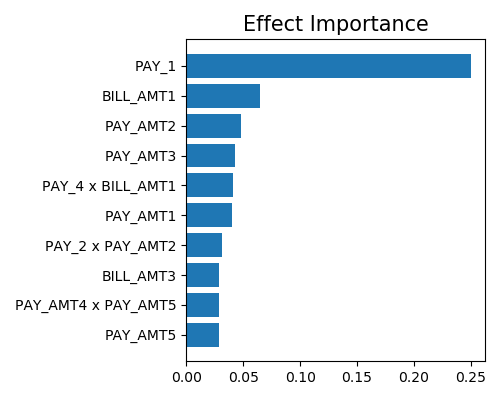 Effect Importance
PAY_1
BILL_AMT1
PAY_AMT2
PAY_AMT3
PAY_4 x BILL_AMT1
PAY_AMT1
PAY_2 x PAY_AMT2
BILL_AMT3
PAY_AMT4 x PAY_AMT5
PAY_AMT5
0.00 0.05 0.10 0.15 0.20 0.25